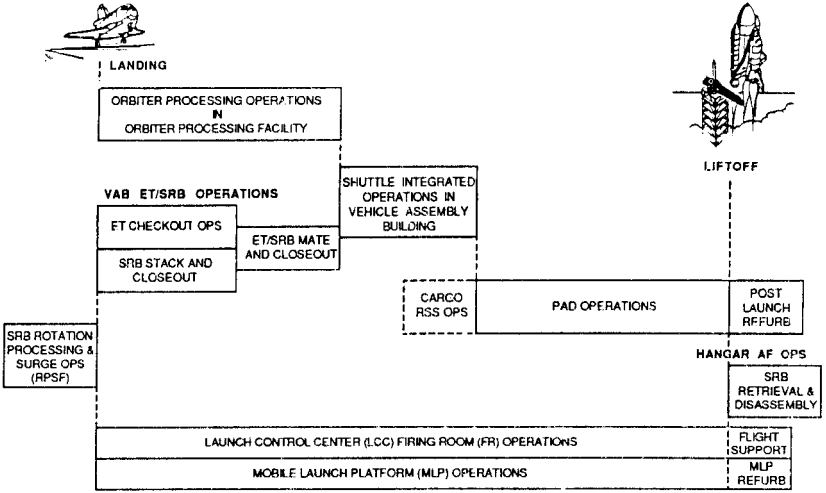 LANDING
ORBITER PROCESSING OPERATIONS
IN
ORBITER PROCESSING FACILITY
LIFTOFF
VAB ET/SRB OPERATIONS
SHUTTLE INTEGRATED
OPERATIONS IN
VEHICLE ASSEMBLY
BUILDING
ET CHECKOUT OPS
ET/SRB MATE
AND CLOSEOUT
SRB STACK AND
CLOSEOUT
CARGO
RSS OPS
PAD OPERATIONS
POST
LAUNCH
REFURB
SRB ROTATION
PROCESSING &
SURGE OPS
(RPSF)
HANGAR AF OPS
SRB
RETRIEVAL &
DISASSEMBLY
LAUNCH CONTROL CENTER (LCC) FIRING ROOM (FR) OPERATIONS
FLIGHT
SUPPORT
MOBILE LAUNCH PLATFORM (MLP) OPERATIONS
MLP
REFURB